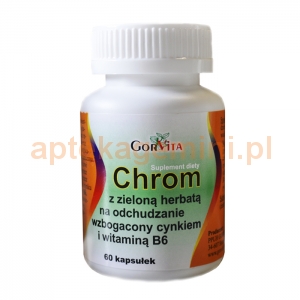 GorVita
Suplement diety
Chrom
z zieloną herbatą
na odchudzanie
wzbogacony cynkiem
i witaminą B6
60 kapsułek